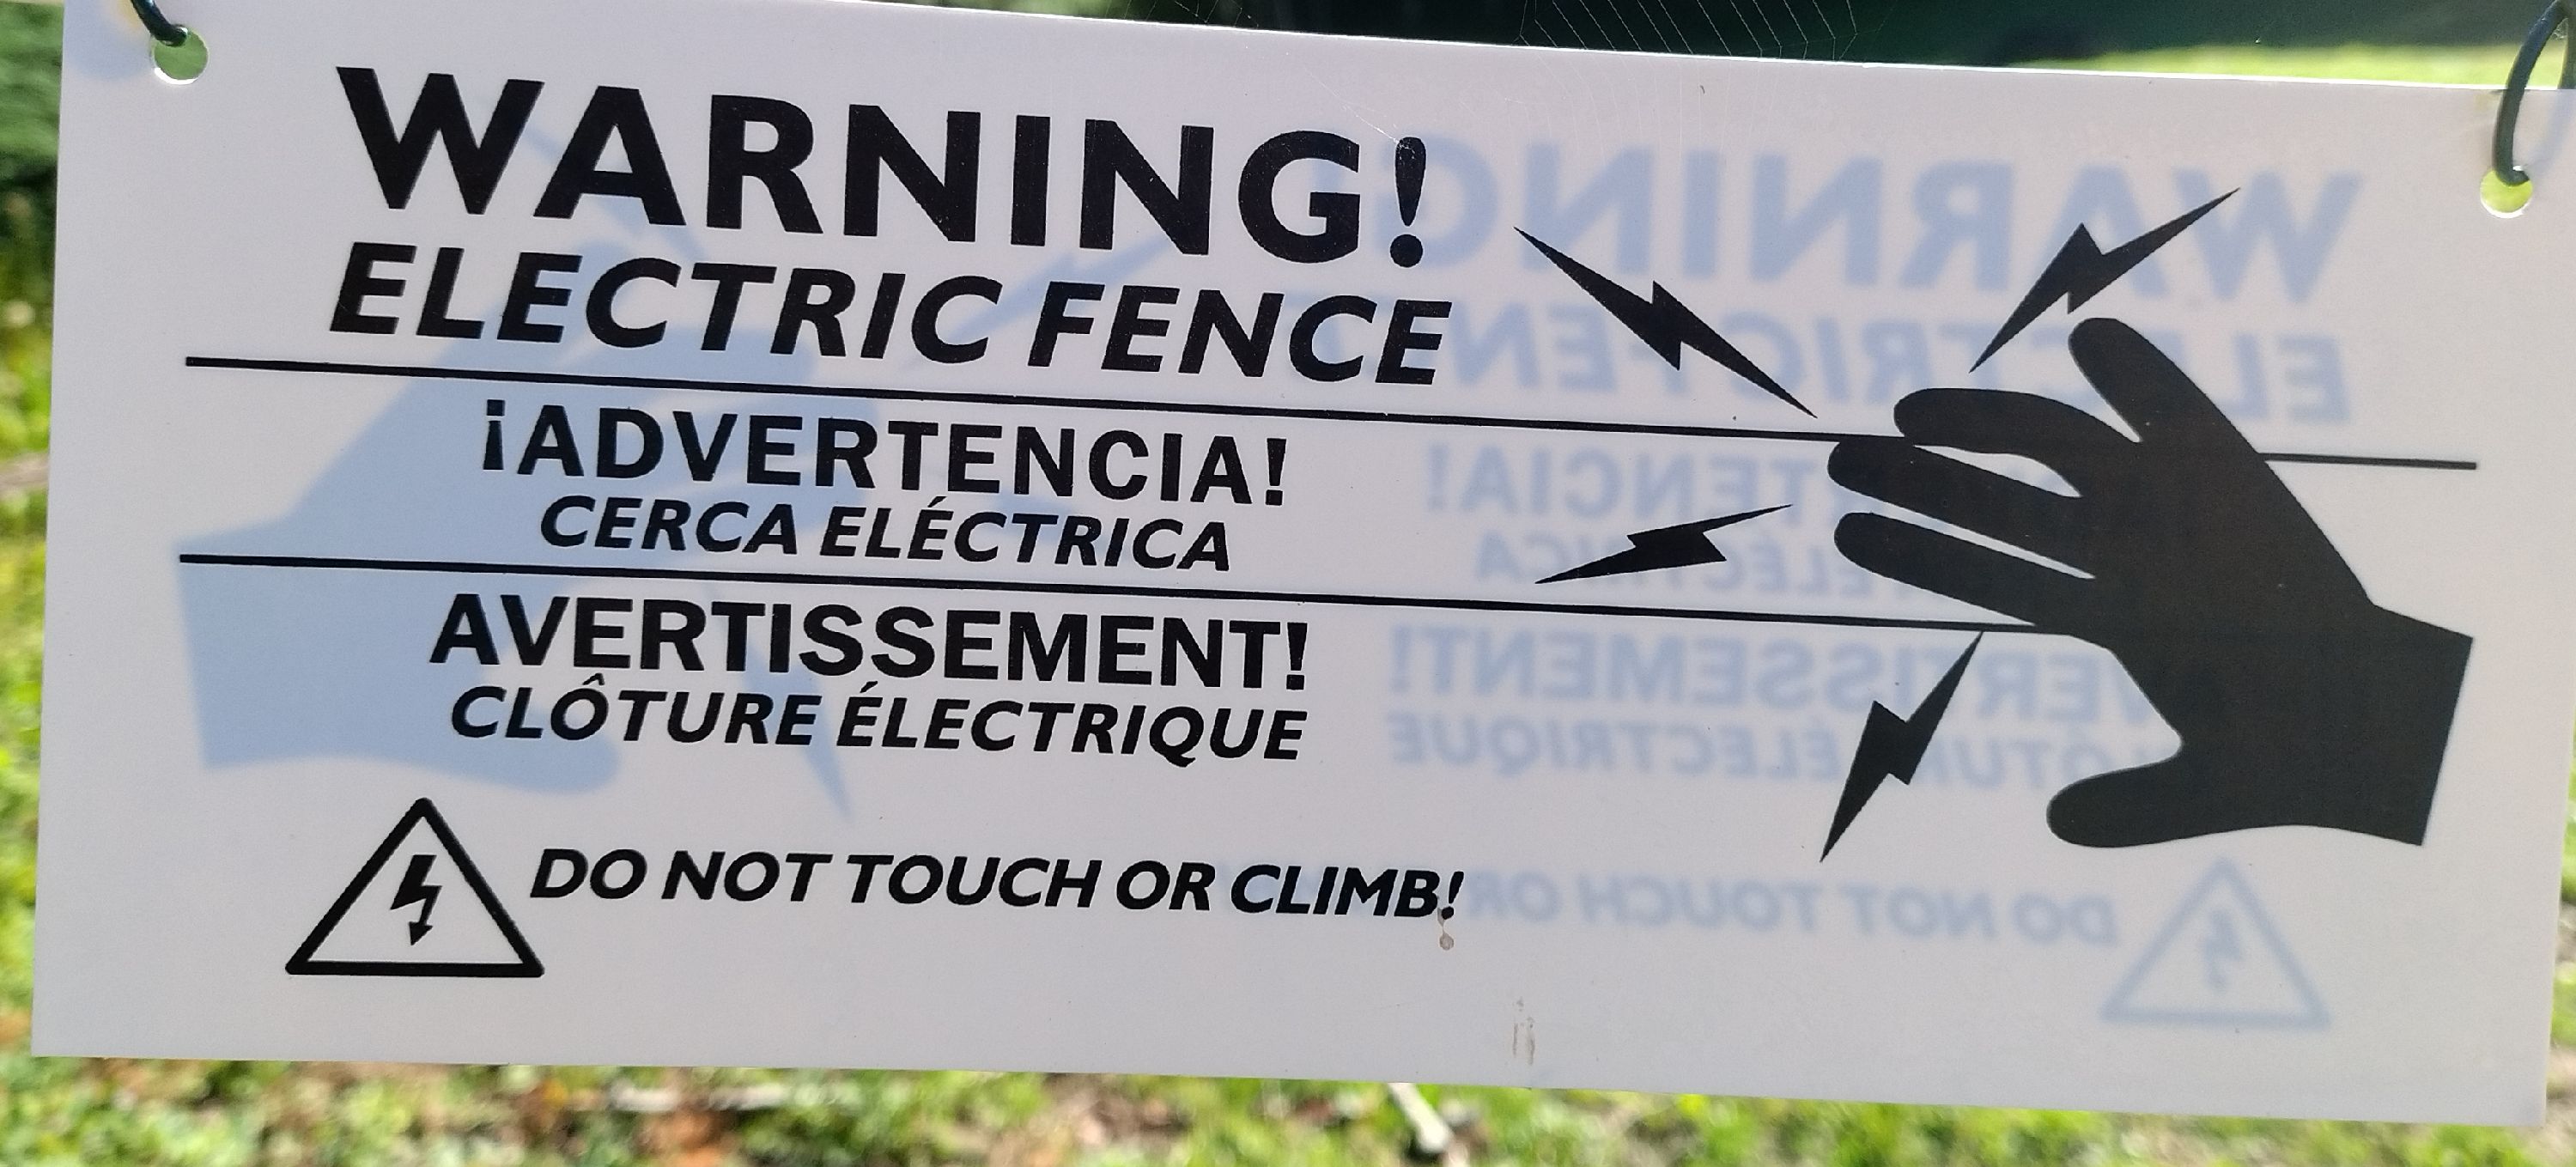 WARNING!
ELECTRIC FENCE
¡ADVERTENCIA!
CERCA ELÉCTRICA
AVERTISSEMENT!
CLÔTURE ÉLECTRIQUE
DO NOT TOUCH OR CLIMB!